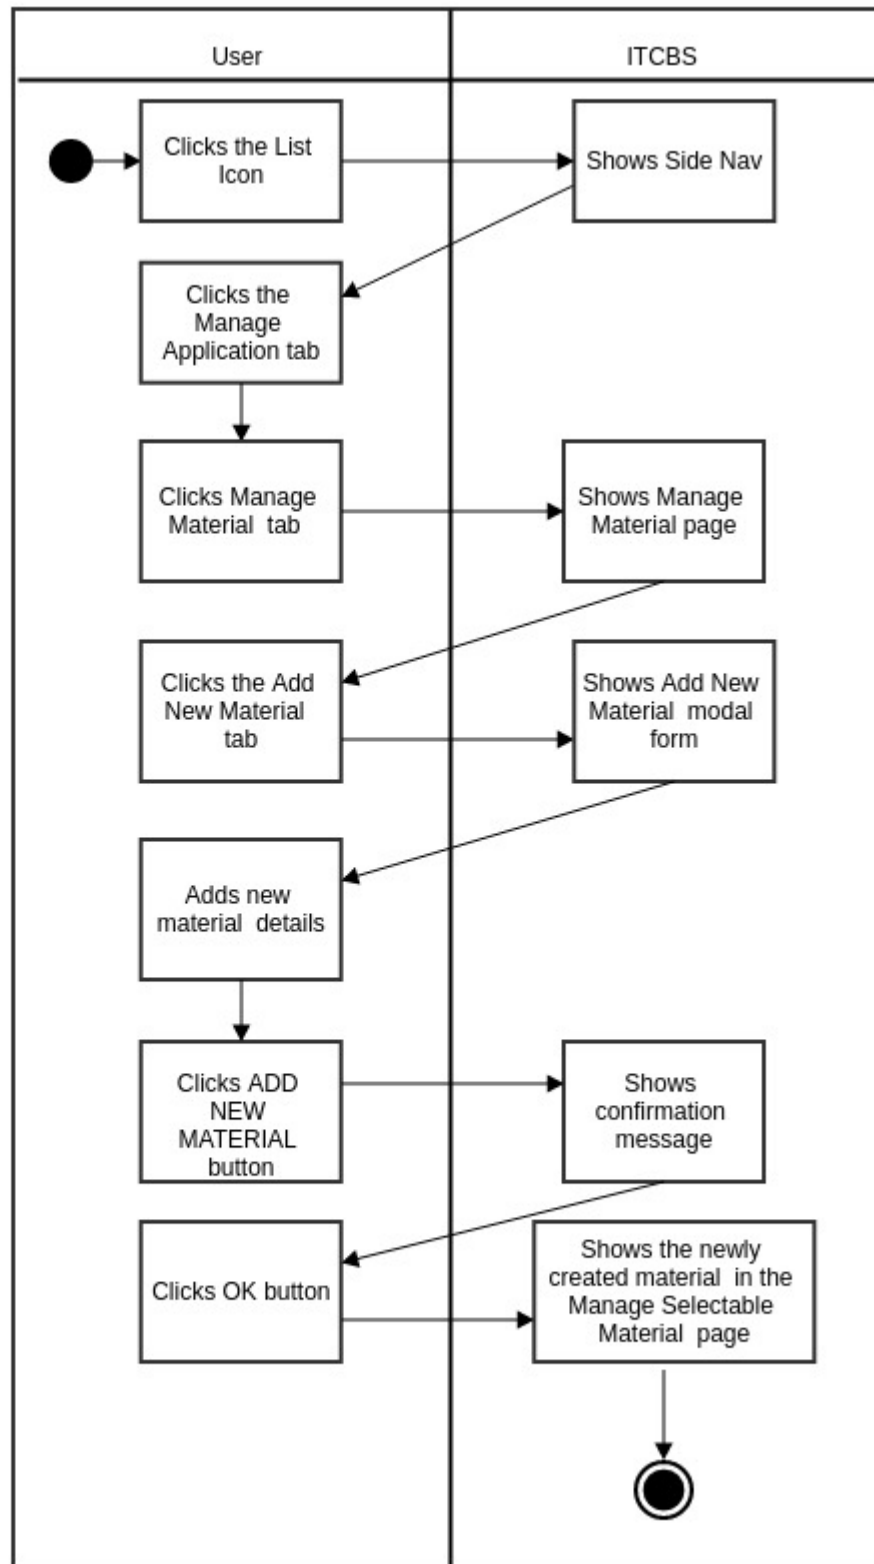 User
ITCBS
Clicks the List
Icon
Shows Side Nav
Clicks the
Manage
Application tab
Clicks Manage
Material tab
Shows Manage
Material page
Clicks the Add
New Material
tab
Shows Add New
Material modal
form
Adds new
material details
Clicks ADD
NEW
MATERIAL
button
Shows
confirmation
message
Clicks OK button
Shows the newly
created material in the
Manage Selectable
Material page